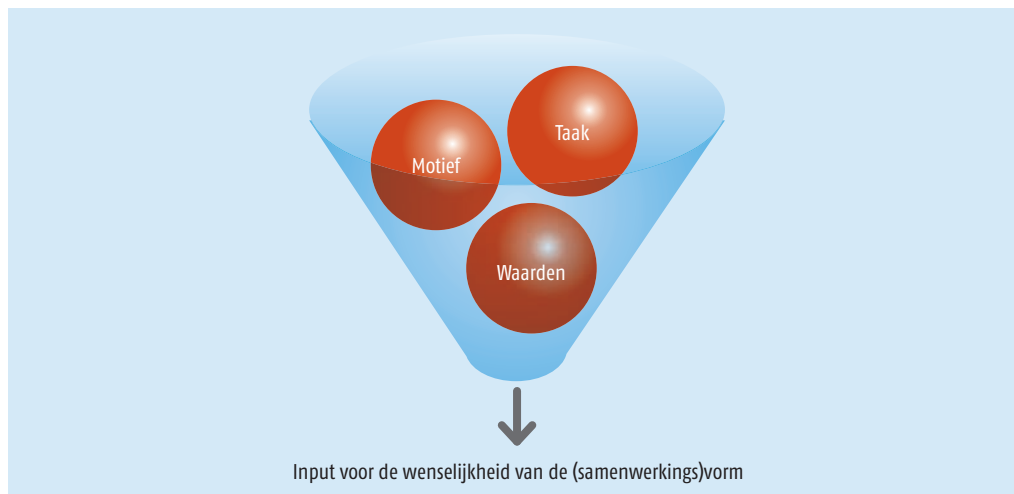 Taak
Motief
Waarden
Input voor de wenselijkheid van de (samenwerkings)vorm